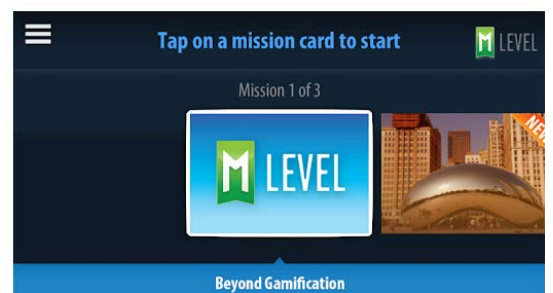 Tap on a mission card to start
M LEVEL
Mission 1 of 3
M LEVEL
NEW
Beyond Gamification